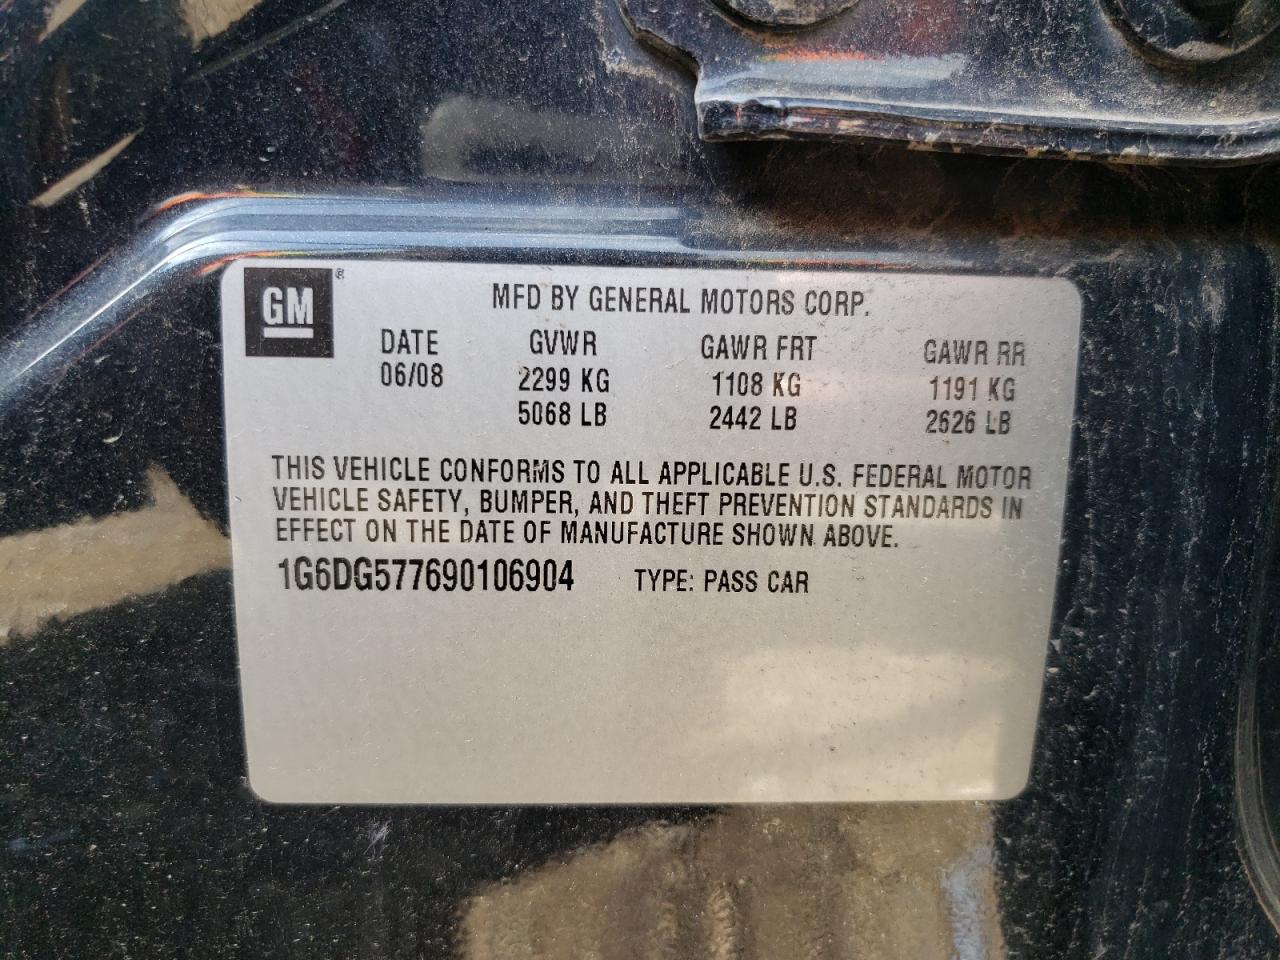 GM ® MFD BY GENERAL MOTORS CORP.
DATE GVWR GAWR FRT GAWR RR
06/08 2299 KG 1108 KG 1191 KG
5068 LB 2442 LB 2626 LB
THIS VEHICLE CONFORMS TO ALL APPLICABLE U.S. FEDERAL MOTOR
VEHICLE SAFETY, BUMPER, AND THEFT PREVENTION STANDARDS IN
EFFECT ON THE DATE OF MANUFACTURE SHOWN ABOVE.
1G6DG577690106904 TYPE: PASS CAR